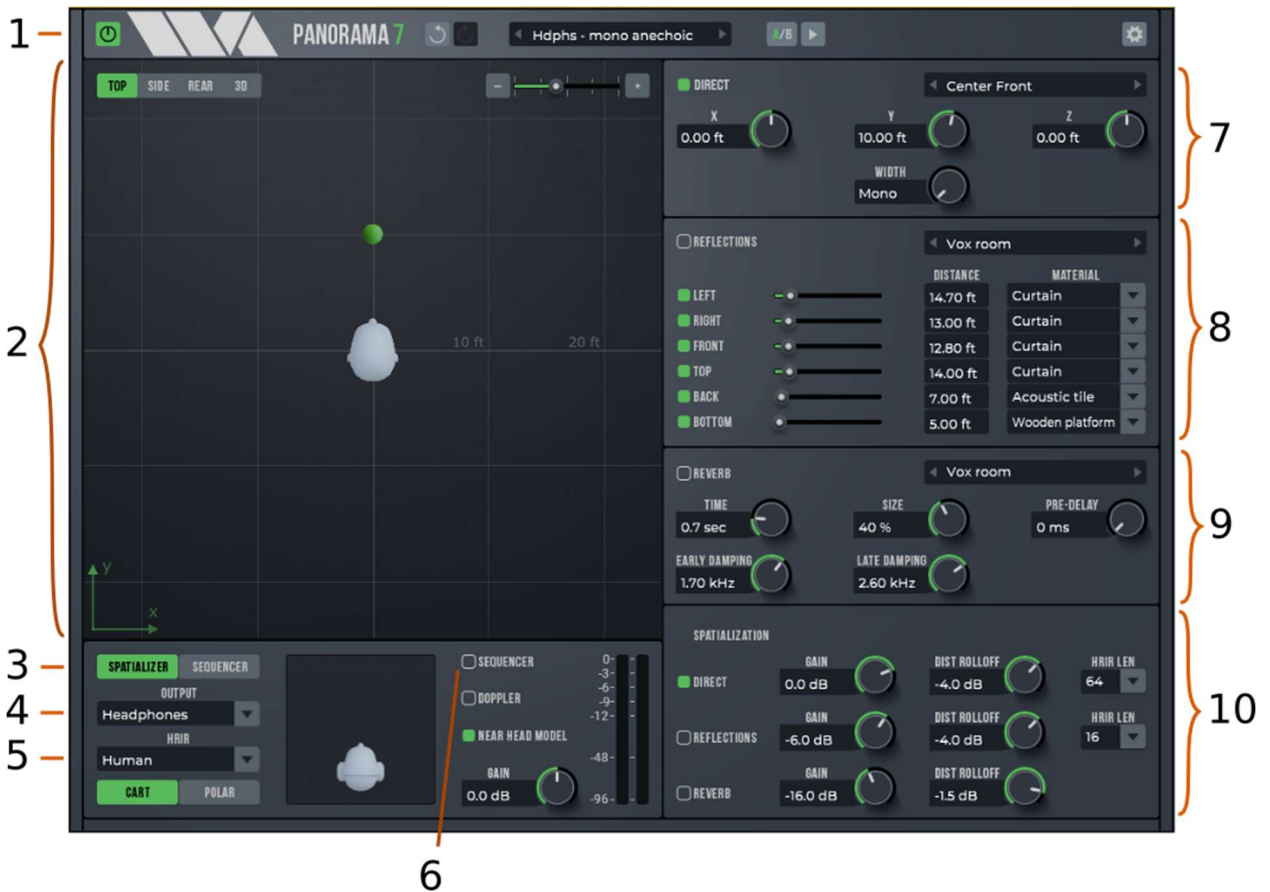 1
PANORAMA 7
Hdphs - mono anechoic
A/B
2
TOP SIDE REAR 3D
- +
10 ft 20 ft
y
x
3
SPATIALIZER SEQUENCER
4
OUTPUT
Headphones
5
HRIR
Human
CART POLAR
6
SEQUENCER
DOPPLER
NEAR HEAD MODEL
GAIN
0.0 dB
0-
-3-
-6-
-9-
-12-
-48-
-96-
7
DIRECT
Center Front
X Y Z
0.00 ft 10.00 ft 0.00 ft
WIDTH
Mono
8
REFLECTIONS
Vox room
DISTANCE MATERIAL
LEFT 14.70 ft Curtain
RIGHT 13.00 ft Curtain
FRONT 12.80 ft Curtain
TOP 14.00 ft Curtain
BACK 7.00 ft Acoustic tile
BOTTOM 5.00 ft Wooden platform
9
REVERB
Vox room
TIME SIZE PRE-DELAY
0.7 sec 40 % 0 ms
EARLY DAMPING LATE DAMPING
1.70 kHz 2.60 kHz
10
SPATIALIZATION
GAIN DIST ROLLOFF HRIR LEN
DIRECT 0.0 dB -4.0 dB 64
GAIN DIST ROLLOFF HRIR LEN
REFLECTIONS -6.0 dB -4.0 dB 16
GAIN DIST ROLLOFF
REVERB -16.0 dB -1.5 dB